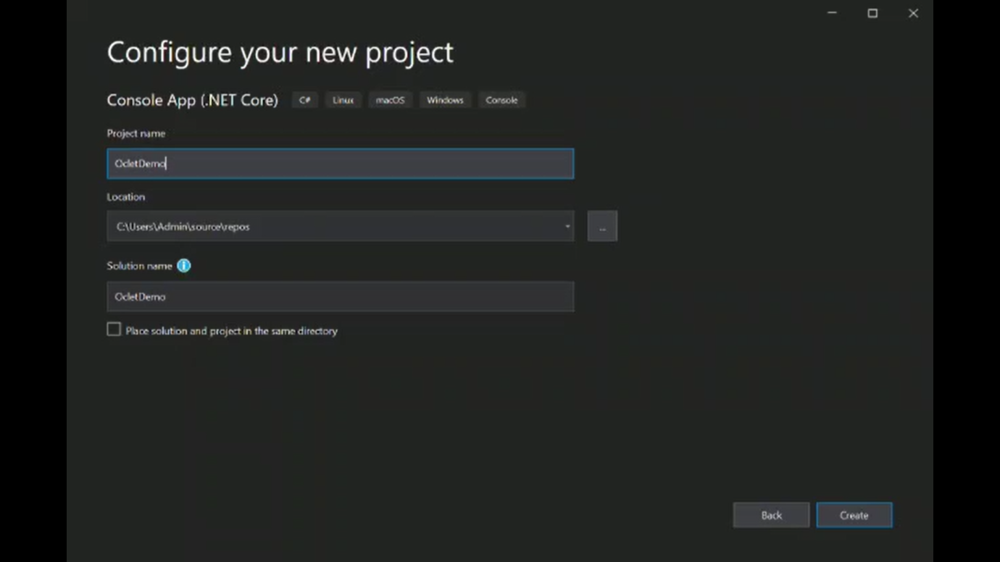 Configure your new project
Console App (.NET Core) C# Linux macOS Windows Console
Project name
OcletDemo
Location
C:\Users\Admin\source\repos
...
Solution name
OcletDemo
Place solution and project in the same directory
Back Create